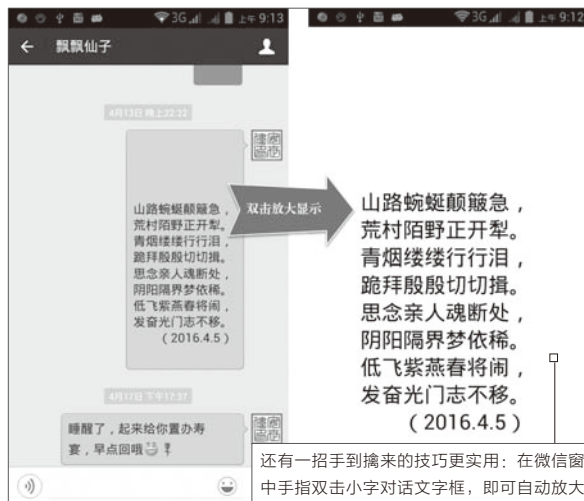 3G
上午 9:13
飘飘仙子
4月13日 晚上22:22
山路蜿蜒颠簸急，
荒村陌野正开犁。
青烟缕缕行行泪，
跪拜殷殷切切揖。
思念亲人魂断处，
阴阳隔界梦依稀。
低飞紫燕春将闹，
发奋光门志不移。
（2016.4.5）
4月17日 下午17:37
睡醒了，起来给你置办寿
宴，早点回哦
双击放大显示
3G
上午 9:12
山路蜿蜒颠簸急，
荒村陌野正开犁。
青烟缕缕行行泪，
跪拜殷殷切切揖。
思念亲人魂断处，
阴阳隔界梦依稀。
低飞紫燕春将闹，
发奋光门志不移。
（2016.4.5）
还有一招手到擒来的技巧更实用：在微信窗
中手指双击小字对话文字框，即可自动放大